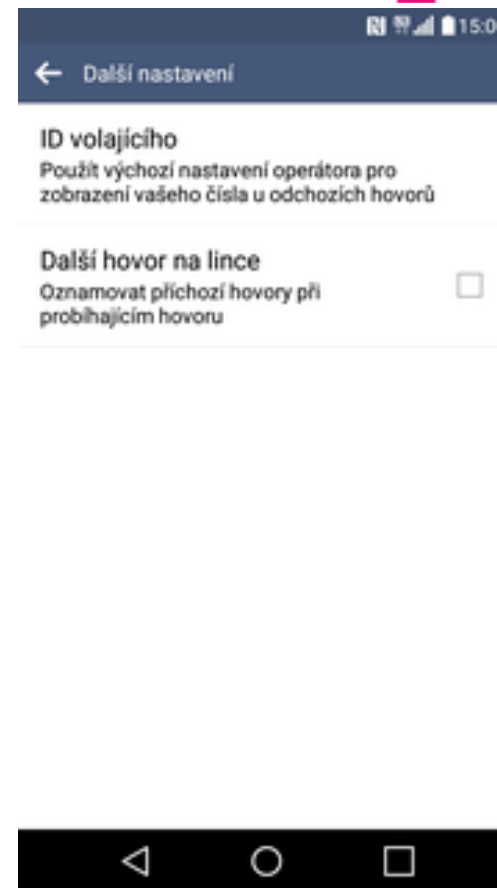 15:0
Další nastavení
ID volajícího
Použít výchozí nastavení operátora pro
zobrazení vašeho čísla u odchozích hovorů
Další hovor na lince
Oznamovat příchozí hovory při
probíhajícím hovoru